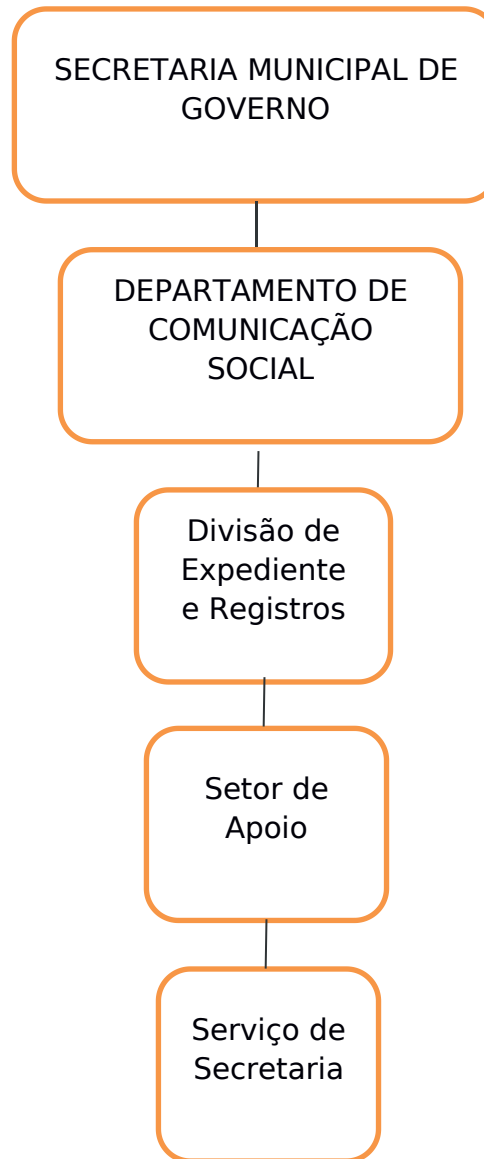 SECRETARIA MUNICIPAL DE
GOVERNO
DEPARTAMENTO DE
COMUNICAÇÃO
SOCIAL
Divisão de
Expediente
e Registros
Setor de
Apoio
Serviço de
Secretaria